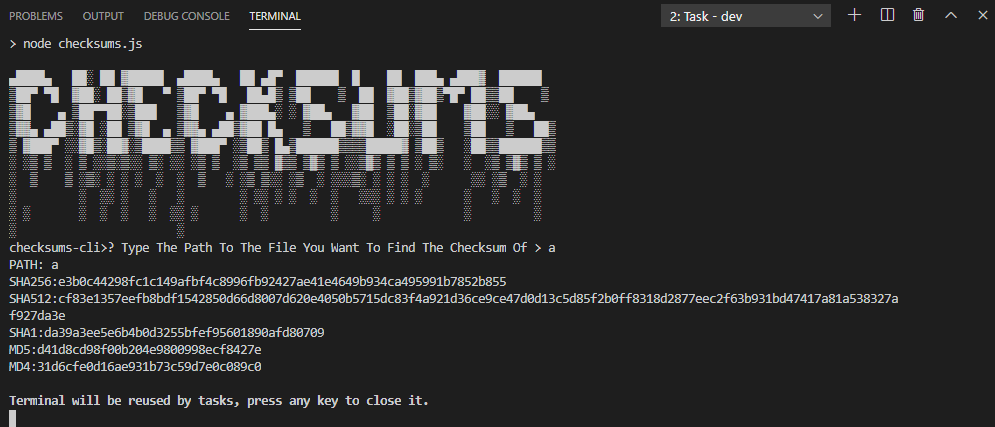 PROBLEMS OUTPUT DEBUG CONSOLE TERMINAL 2: Task - dev
> node checksums.js
CHECKSUMS
checksums-cli>? Type The Path To The File You Want To Find The Checksum Of > a
PATH: a
SHA256:e3b0c44298fc1c149afbf4c8996fb92427ae41e4649b934ca495991b7852b855
SHA512:cf83e1357eefb8bdf1542850d66d8007d620e4050b5715dc83f4a921d36ce9ce47d0d13c5d85f2b0ff8318d2877eec2f63b931bd47417a81a538327a
f927da3e
SHA1:da39a3ee5e6b4b0d3255bfef95601890afd80709
MD5:d41d8cd98f00b204e9800998ecf8427e
MD4:31d6cfe0d16ae931b73c59d7e0c089c0
Terminal will be reused by tasks, press any key to close it.